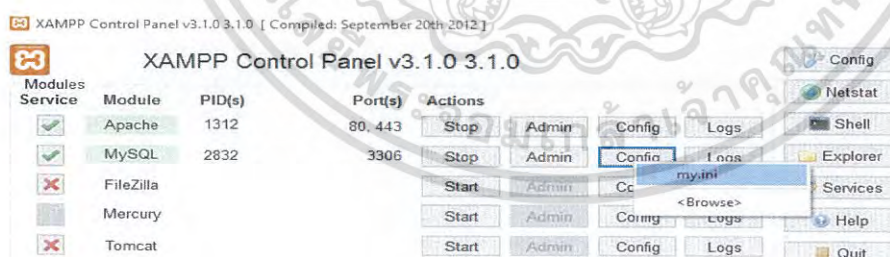 XAMPP Control Panel v3.1.0 3.1.0 [ Compiled: September 20th 2012 ]
XAMPP Control Panel v3.1.0 3.1.0
Config
Modules
Service Module PID(s) Port(s) Actions
Netstat
Apache 1312 80, 443 Stop Admin Config Logs
Shell
MySQL 2832 3306 Stop Admin Config Logs
Explorer
my.ini
FileZilla Start Admin
Services
<Browse>
Mercury Start Admin Config Logs
Help
Tomcat Start Admin Config Logs
Quit